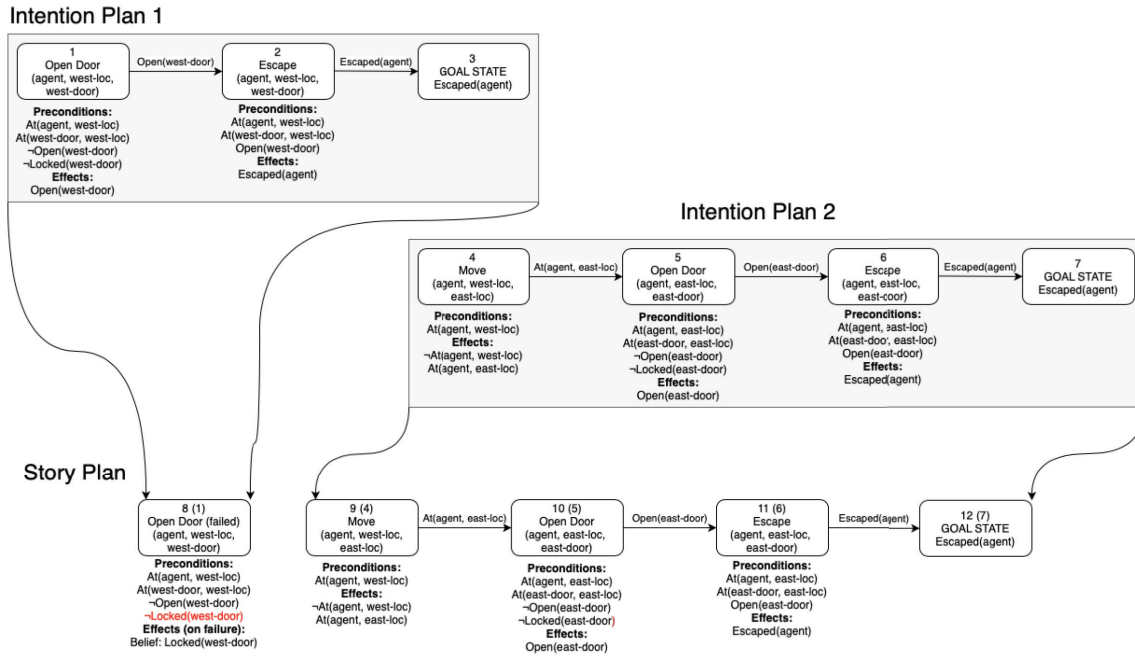 Intention Plan 1
1
Open Door
(agent, west-loc,
west-door)
Open(west-door)
2
Escape
(agent, west-loc,
west-door)
Escaped(agent)
3
GOAL STATE
Escaped(agent)
Preconditions:
At(agent, west-loc)
At(west-door, west-loc)
¬Open(west-door)
¬Locked(west-door)
Effects:
Open(west-door)
Preconditions:
At(agent, west-loc)
At(west-door, west-loc)
Open(west-door)
Effects:
Escaped(agent)
Intention Plan 2
4
Move
(agent, west-loc,
east-loc)
At(agent, east-loc)
5
Open Door
(agent, east-loc,
east-door)
Open(east-door)
6
Escape
(agent, east-loc,
east-door)
Escaped(agent)
7
GOAL STATE
Escaped(agent)
Preconditions:
At(agent, west-loc)
Effects:
¬At(agent, west-loc)
At(agent, east-loc)
Preconditions:
At(agent, east-loc)
At(east-door, east-loc)
¬Open(east-door)
¬Locked(east-door)
Effects:
Open(east-door)
Preconditions:
At(agent, east-loc)
At(east-door, east-loc)
Open(east-door)
Effects:
Escaped(agent)
Story Plan
8 (1)
Open Door (failed)
(agent, west-loc,
west-door)
9 (4)
Move
(agent, west-loc,
east-loc)
At(agent, east-loc)
10 (5)
Open Door
(agent, east-loc,
east-door)
Open(east-door)
11 (6)
Escape
(agent, east-loc,
east-door)
Escaped(agent)
12 (7)
GOAL STATE
Escaped(agent)
Preconditions:
At(agent, west-loc)
At(west-door, west-loc)
¬Open(west-door)
¬Locked(west-door)
Effects (on failure):
Belief: Locked(west-door)
Preconditions:
At(agent, west-loc)
Effects:
¬At(agent, west-loc)
At(agent, east-loc)
Preconditions:
At(agent, east-loc)
At(east-door, east-loc)
¬Open(east-door)
¬Locked(east-door)
Effects:
Open(east-door)
Preconditions:
At(agent, east-loc)
At(east-door, east-loc)
Open(east-door)
Effects:
Escaped(agent)